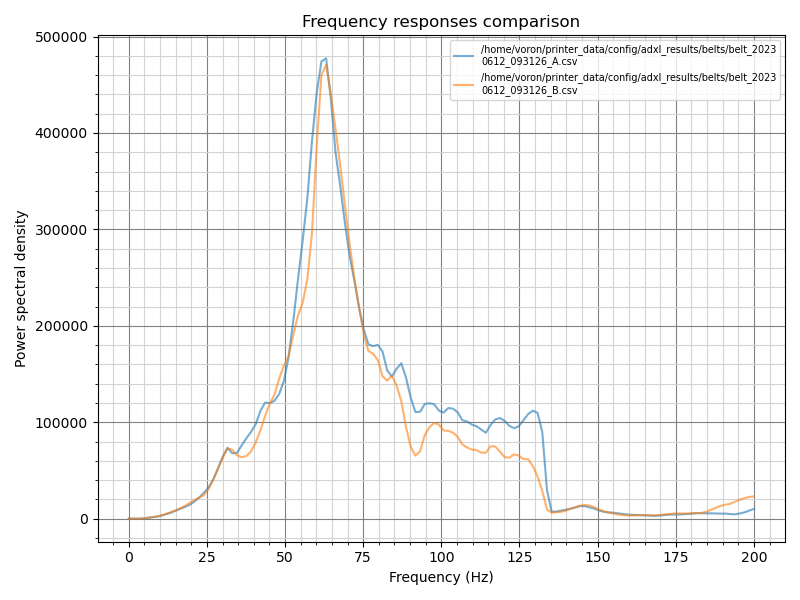 Frequency responses comparison
/home/voron/printer_data/config/adxl_results/belts/belt_2023
0612_093126_A.csv
/home/voron/printer_data/config/adxl_results/belts/belt_2023
0612_093126_B.csv
Power spectral density
500000
400000
300000
200000
100000
0
0 25 50 75 100 125 150 175 200
Frequency (Hz)